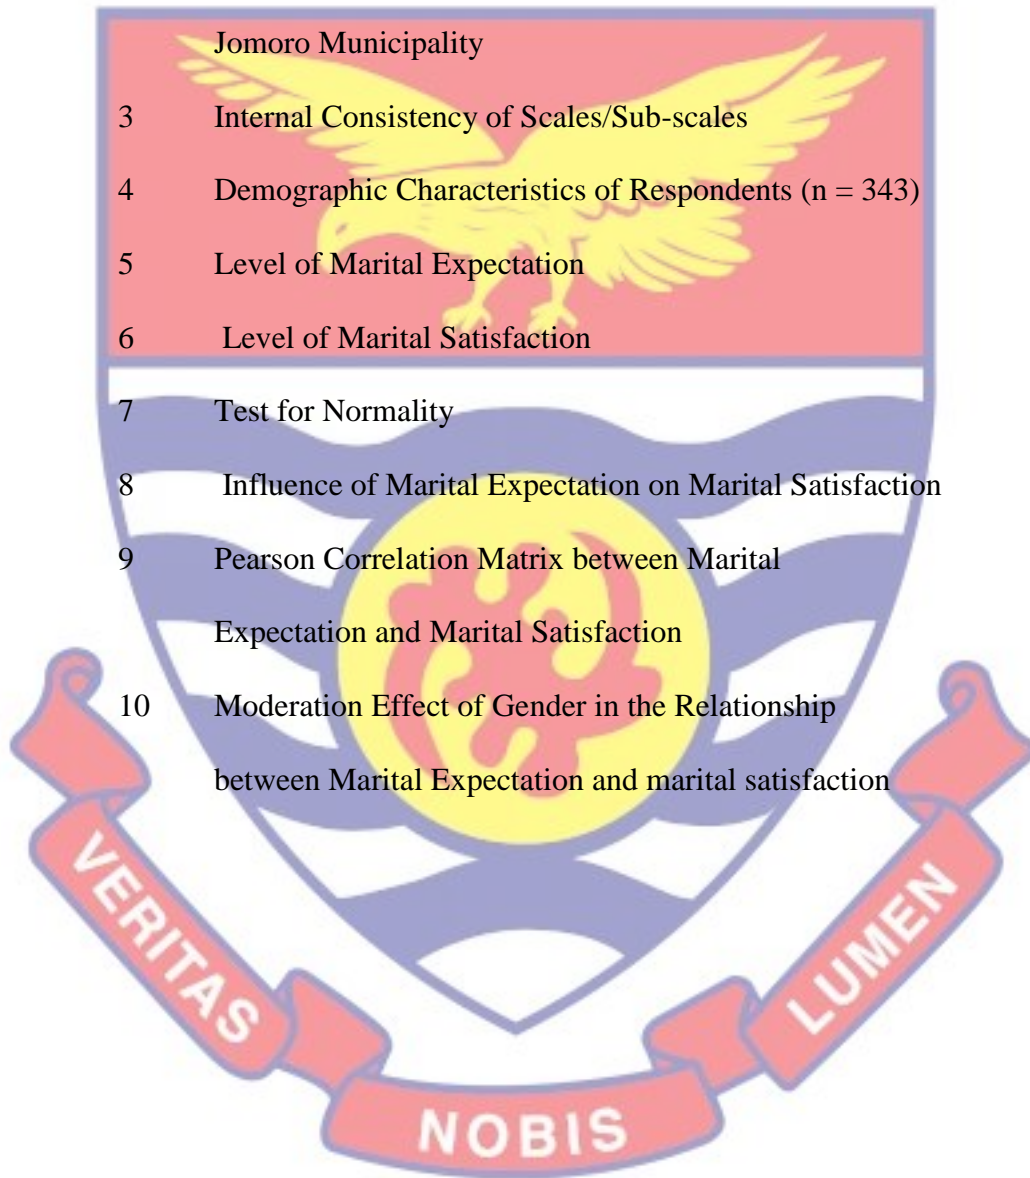 Jomoro Municipality
3 Internal Consistency of Scales/Sub-scales
4 Demographic Characteristics of Respondents (n = 343)
5 Level of Marital Expectation
6 Level of Marital Satisfaction
7 Test for Normality
8 Influence of Marital Expectation on Marital Satisfaction
9 Pearson Correlation Matrix between Marital
Expectation and Marital Satisfaction
10 Moderation Effect of Gender in the Relationship
between Marital Expectation and marital satisfaction
VERITAS
NOBIS
LUMEN